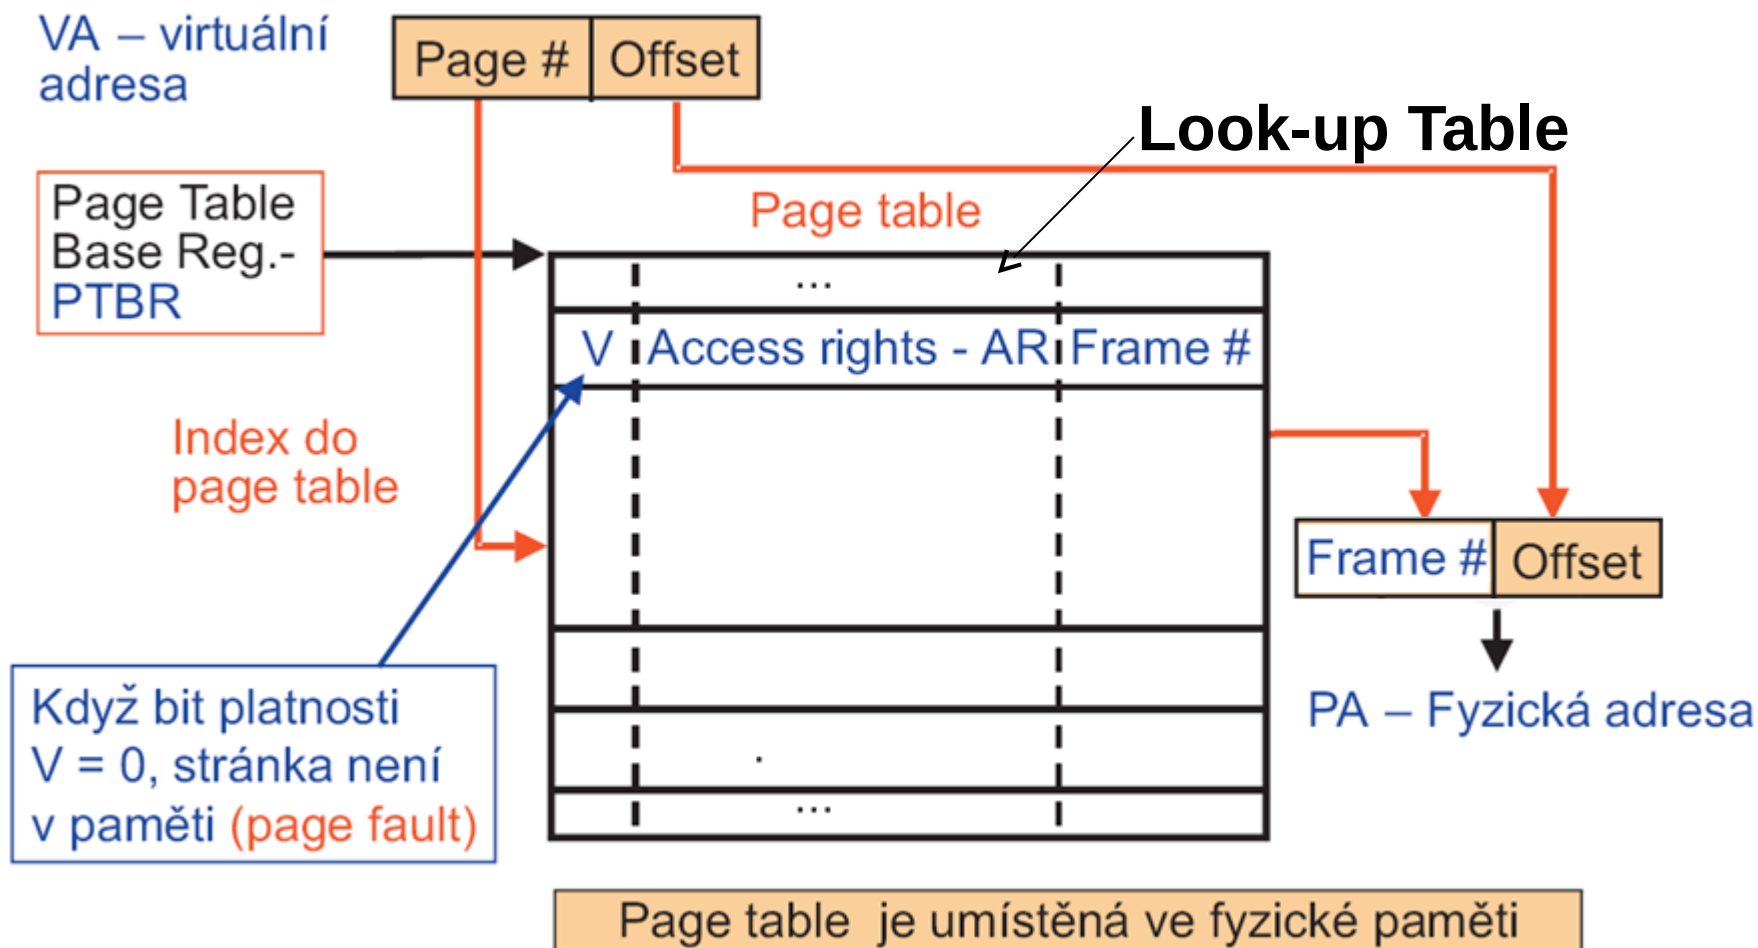 VA – virtuální
adresa
Page # Offset
Look-up Table
Page Table
Base Reg.-
PTBR
Page table
...
V Access rights - AR Frame #
Index do
page table
Frame # Offset
Když bit platnosti
V = 0, stránka není
v paměti (page fault)
PA – Fyzická adresa
.
...
Page table je umístěná ve fyzické paměti